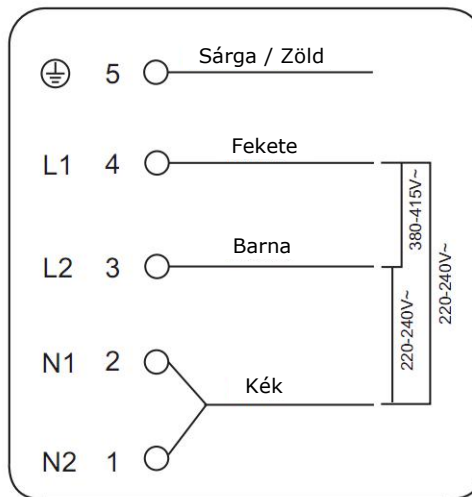 5 Sárga / Zöld
L1 4 Fekete
L2 3 Barna
N1 2
Kék
N2 1
380-415V~
220-240V~
220-240V~